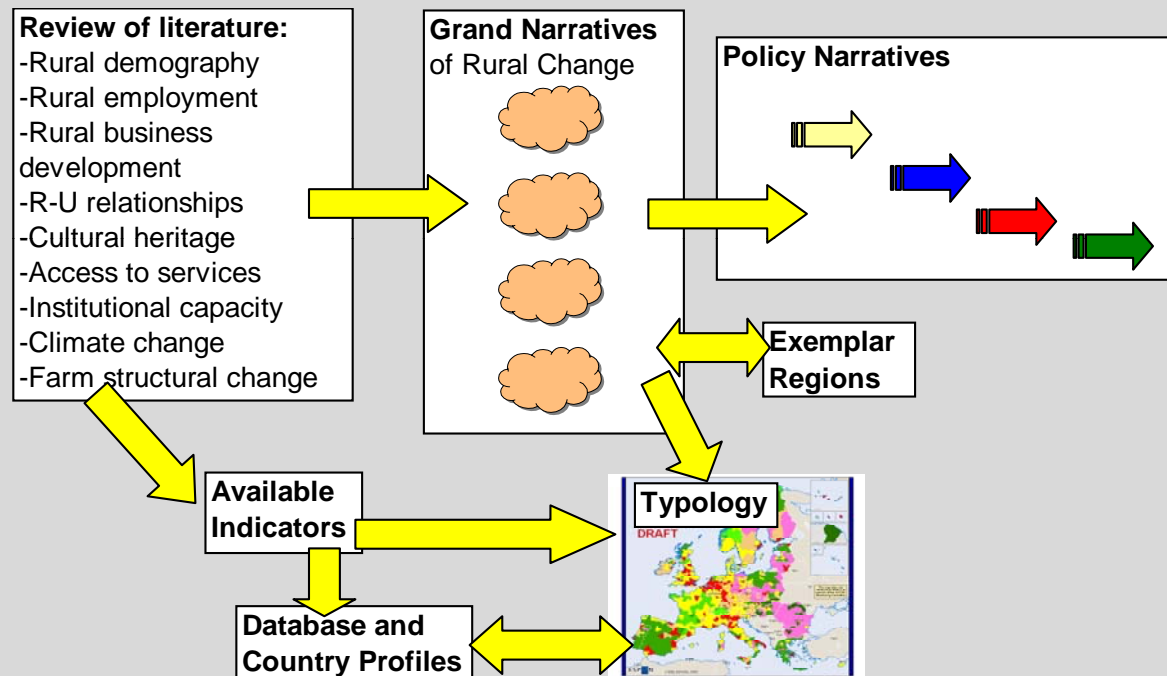 Review of literature:
-Rural demography
-Rural employment
-Rural business
development
-R-U relationships
-Cultural heritage
-Access to services
-Institutional capacity
-Climate change
-Farm structural change
Grand Narratives
of Rural Change
Policy Narratives
Exemplar
Regions
Available
Indicators
Typology
DRAFT
Database and
Country Profiles